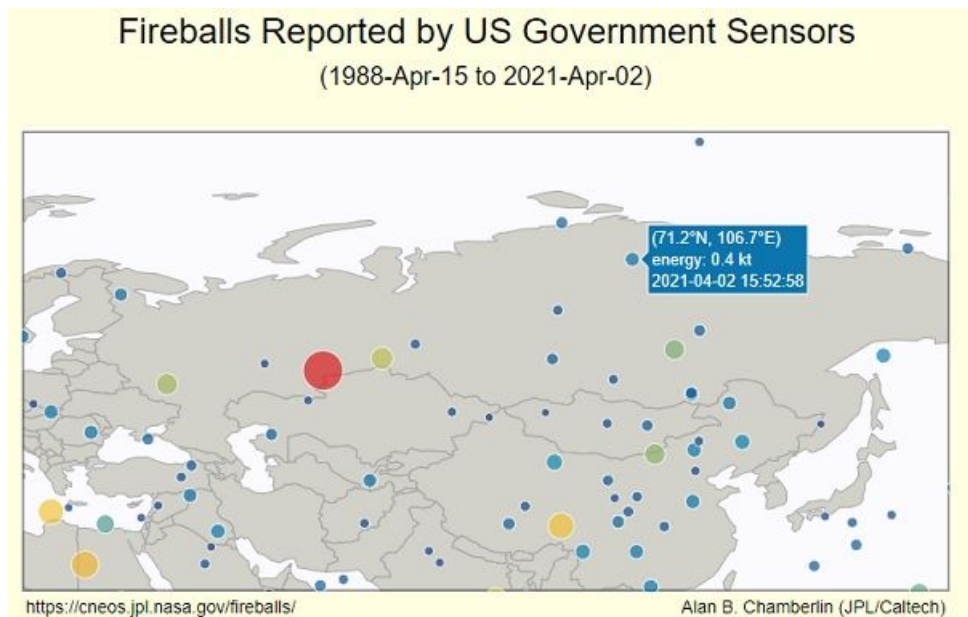 Fireballs Reported by US Government Sensors
(1988-Apr-15 to 2021-Apr-02)
(71.2°N, 106.7°E)
energy: 0.4 kt
2021-04-02 15:52:58
https://cneos.jpl.nasa.gov/fireballs/
Alan B. Chamberlin (JPL/Caltech)